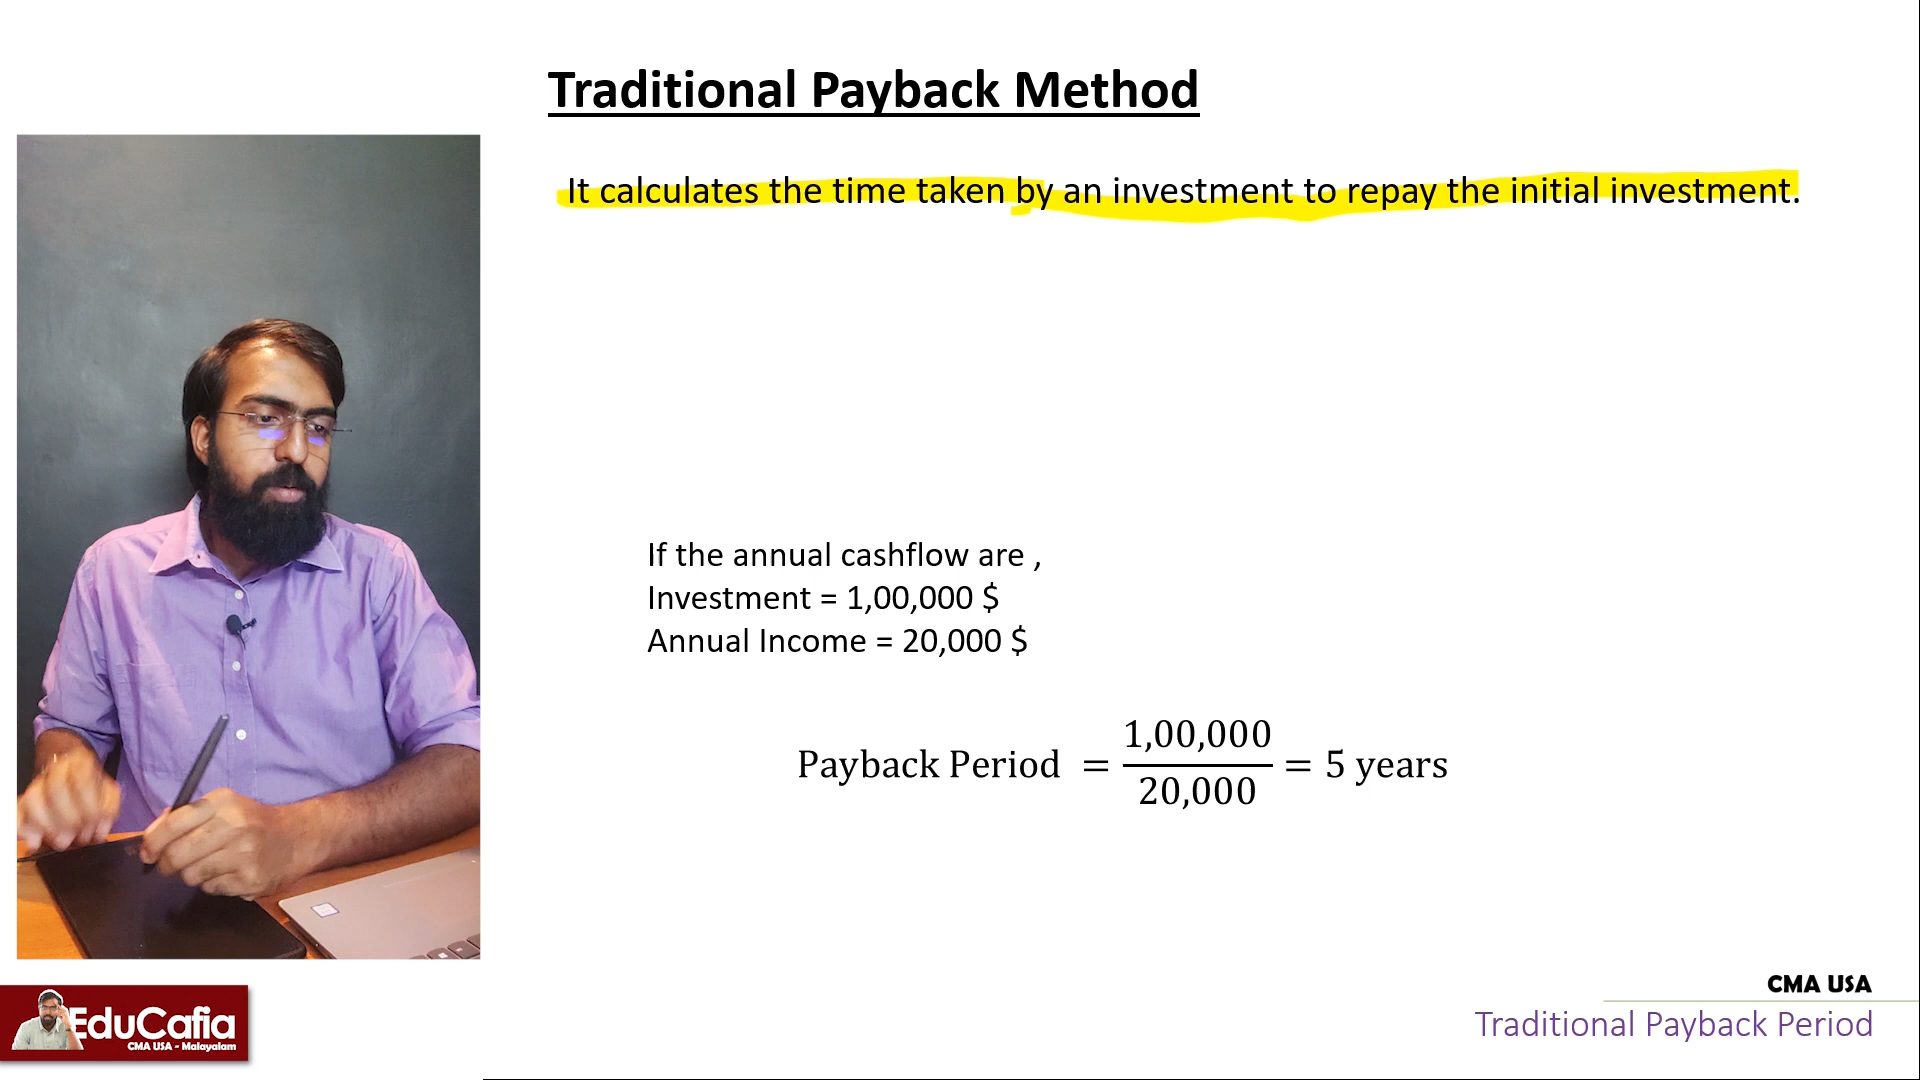 Traditional Payback Method
It calculates the time taken by an investment to repay the initial investment.
If the annual cashflow are ,
Investment = 1,00,000 $
Annual Income = 20,000 $
Payback Period = 1,00,000 / 20,000 = 5 years
CMA USA
Traditional Payback Period
EduCafia
CMA USA - Malayalam